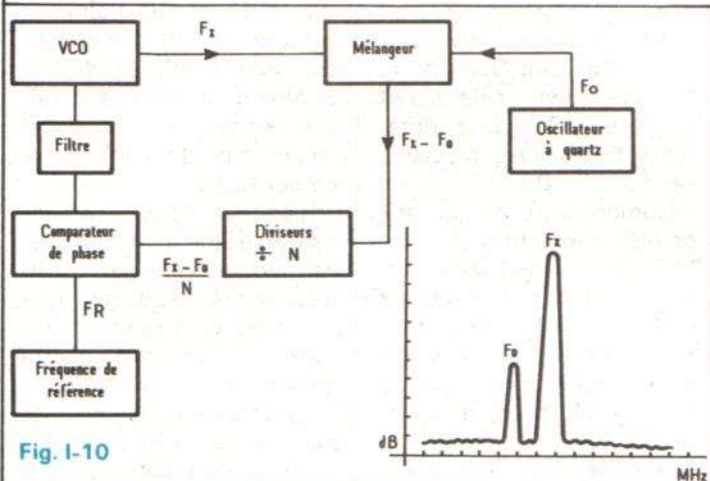 VCO
Fx
Mélangeur
Fo
Oscillateur
à quartz
Filtre
Fx - Fo
Comparateur
de phase
Diviseurs
÷ N
Fx - Fo
N
FR
Fréquence de
référence
Fx
Fo
dB
MHz
Fig. I-10